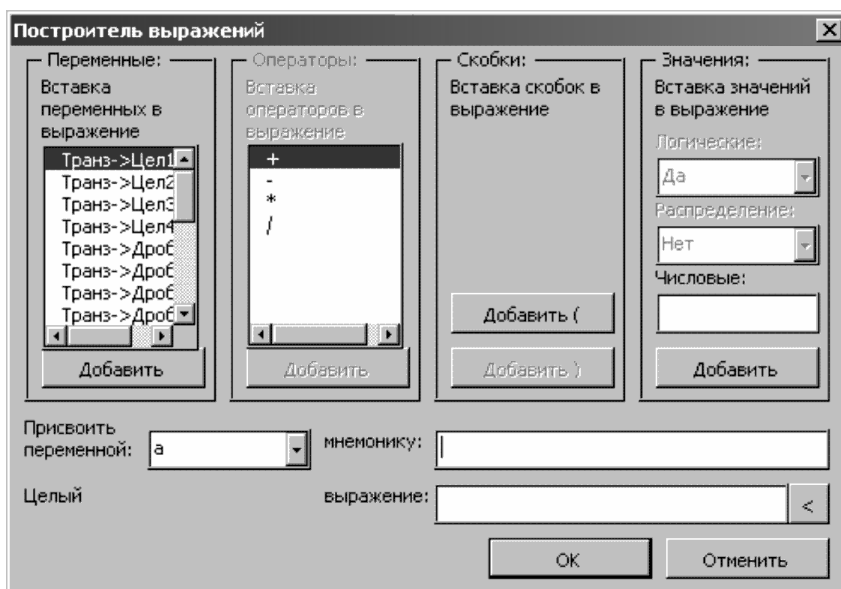 Построитель выражений
Переменные:
Вставка
переменных в
выражение
Транз->Цел1
Транз->Цел2
Транз->Цел3
Транз->Цел4
Транз->Дроб
Транз->Дроб
Транз->Дроб
Транз->Дроб
Добавить
Операторы:
Вставка
операторов в
выражение
+
-
*
/
Добавить
Скобки:
Вставка скобок в
выражение
Добавить (
Добавить )
Значения:
Вставка значений
в выражение
Логические:
Да
Распределение:
Нет
Числовые:
Добавить
Присвоить
переменной:
a
мнемонику:
Целый
выражение:
<
OK
Отменить